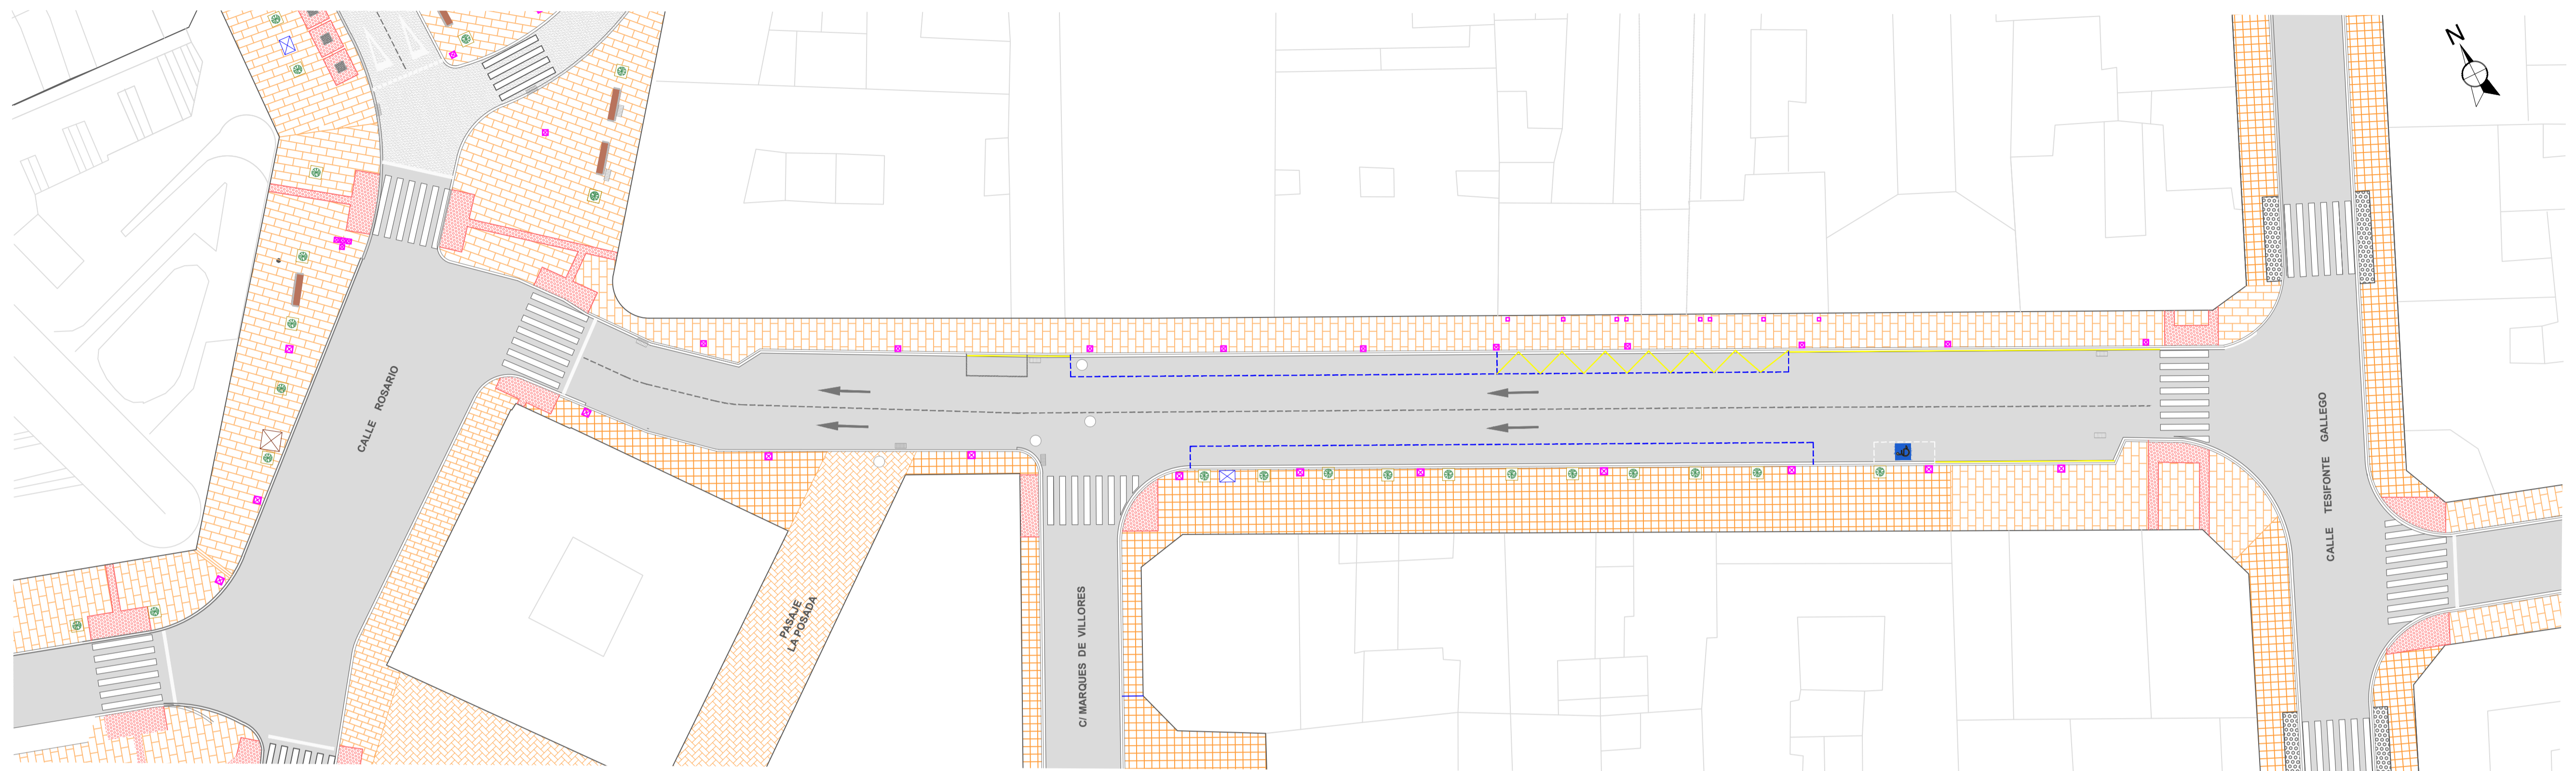 N
CALLE ROSARIO
PASAJE
LA POSADA
C/ MARQUES DE VILLORES
CALLE TESIFONTE GALLEGO